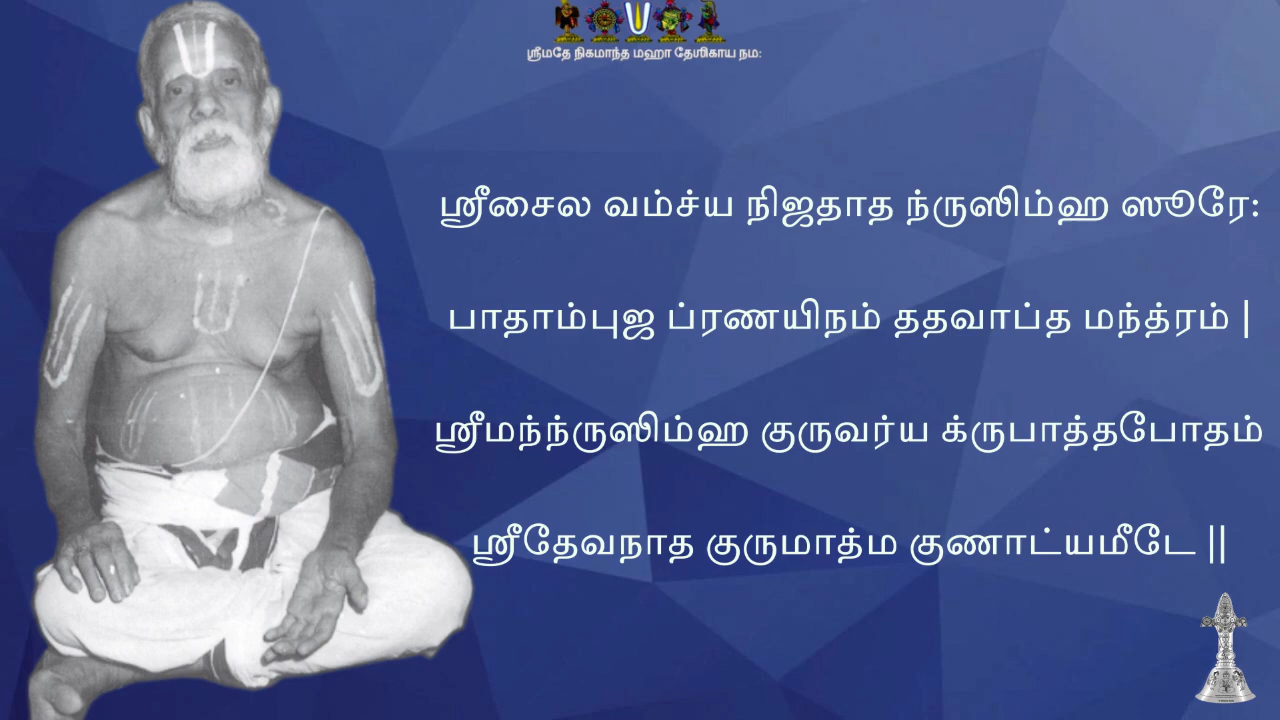 ஸ்ரீமதே நிகமாந்த மஹா தேஶிகாய நம:
ஸ்ரீசைல வம்ச்ய நிஜதாத ந்ருஸிம்ஹ ஸூரே:
பாதாம்புஜ ப்ரணயிநம் ததவாப்த மந்த்ரம் |
ஸ்ரீமந்ந்ருஸிம்ஹ குருவர்ய க்ருபாத்தபோதம்
ஸ்ரீதேவநாத குருமாத்ம குணாட்யமீடே ||